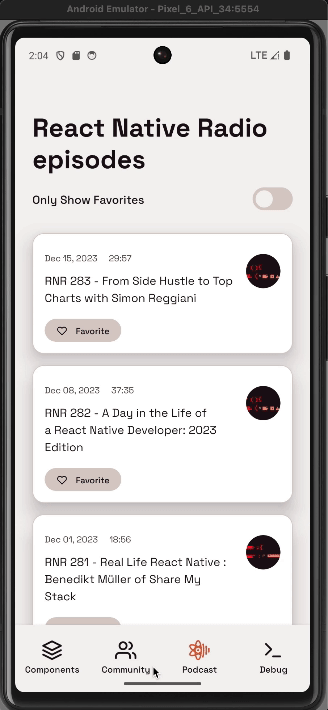 Android Emulator - Pixel_6_API_34:5554
2:04
LTE
React Native Radio
episodes
Only Show Favorites
Dec 15, 2023 29:57
RNR 283 - From Side Hustle to Top
Charts with Simon Reggiani
Favorite
Dec 08, 2023 37:35
RNR 282 - A Day in the Life of
a React Native Developer: 2023
Edition
Favorite
Dec 01, 2023 18:56
RNR 281 - Real Life React Native :
Benedikt Müller of Share My
Stack
Components
Community
Podcast
Debug